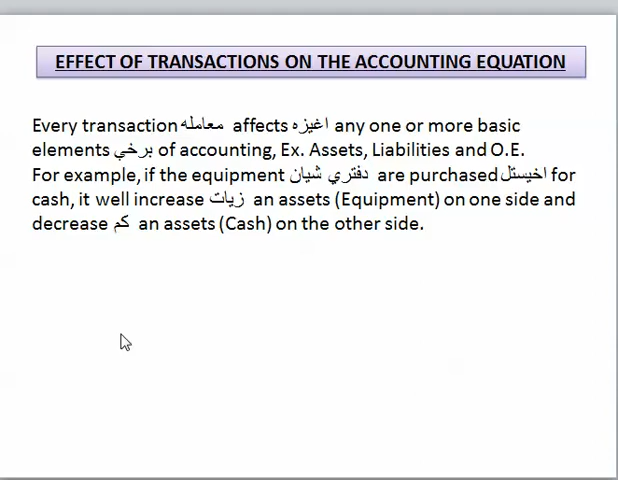 EFFECT OF TRANSACTIONS ON THE ACCOUNTING EQUATION
Every transaction معامله affects اغيزه any one or more basic
elements برخي of accounting, Ex. Assets, Liabilities and O.E.
For example, if the equipment دفتري شيان are purchased اخيستل for
cash, it well increase زيات an assets (Equipment) on one side and
decrease كم an assets (Cash) on the other side.